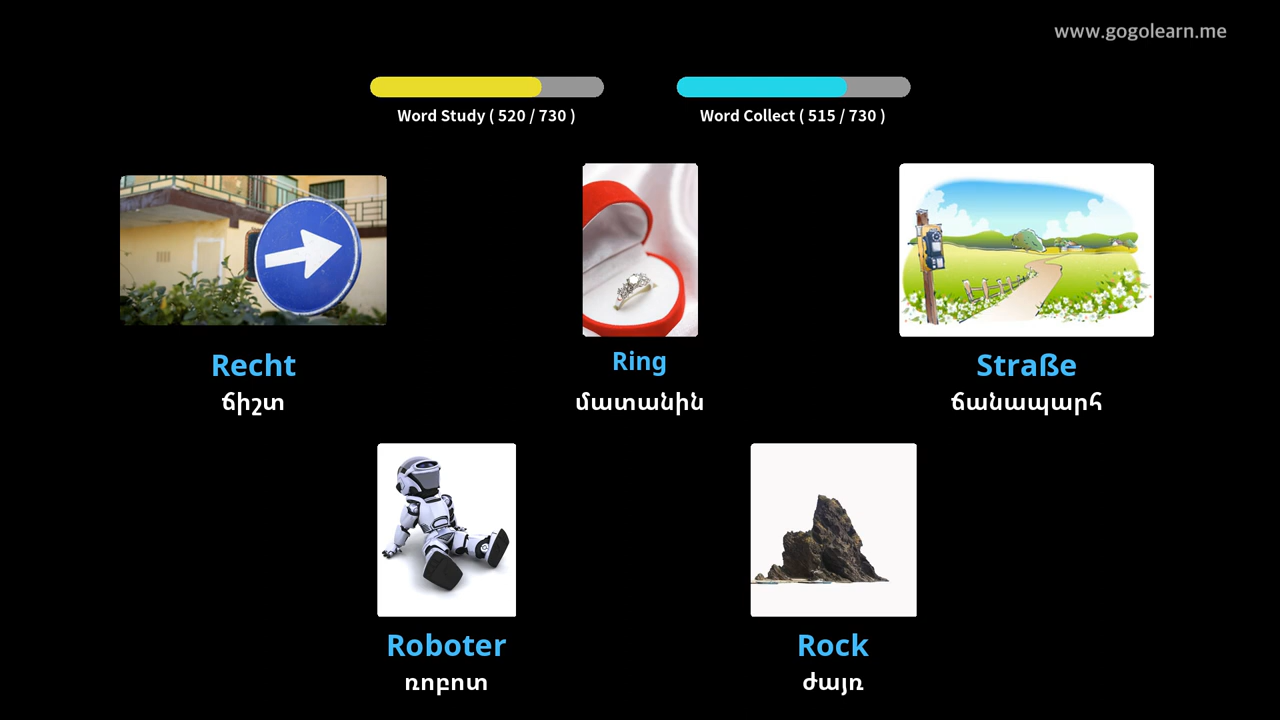 www.gogolearn.me
Word Study ( 520 / 730 )
Word Collect ( 515 / 730 )
Recht
ճիշտ
Ring
մատանին
Straße
ճանապարհ
Roboter
ռոբոտ
Rock
ժայռ